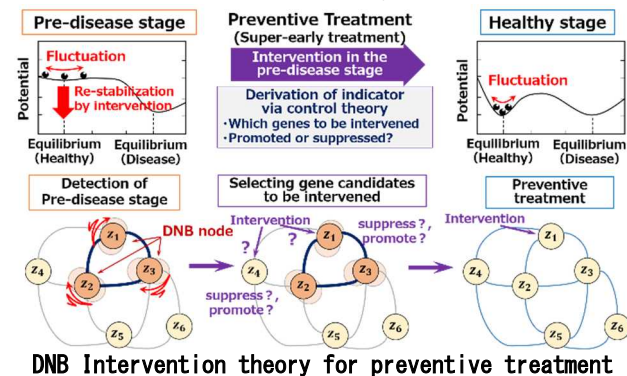 Pre-disease stage
Potential
Fluctuation
Re-stabilization
by intervention
Equilibrium
(Healthy)
Equilibrium
(Disease)
Preventive Treatment
(Super-early treatment)
Intervention in the
pre-disease stage
Derivation of indicator
via control theory
・Which genes to be intervened
・Promoted or suppressed?
Healthy stage
Potential
Fluctuation
Equilibrium
(Healthy)
Equilibrium
(Disease)
Detection of
Pre-disease stage
DNB node
z1
z2
z3
z4
z5
z6
Selecting gene candidates
to be intervened
Intervention
suppress?,
promote?
?
?
suppress?,
promote?
z1
z2
z3
z4
z5
z6
Preventive
treatment
Intervention
z1
z2
z3
z4
z5
z6
DNB Intervention theory for preventive treatment